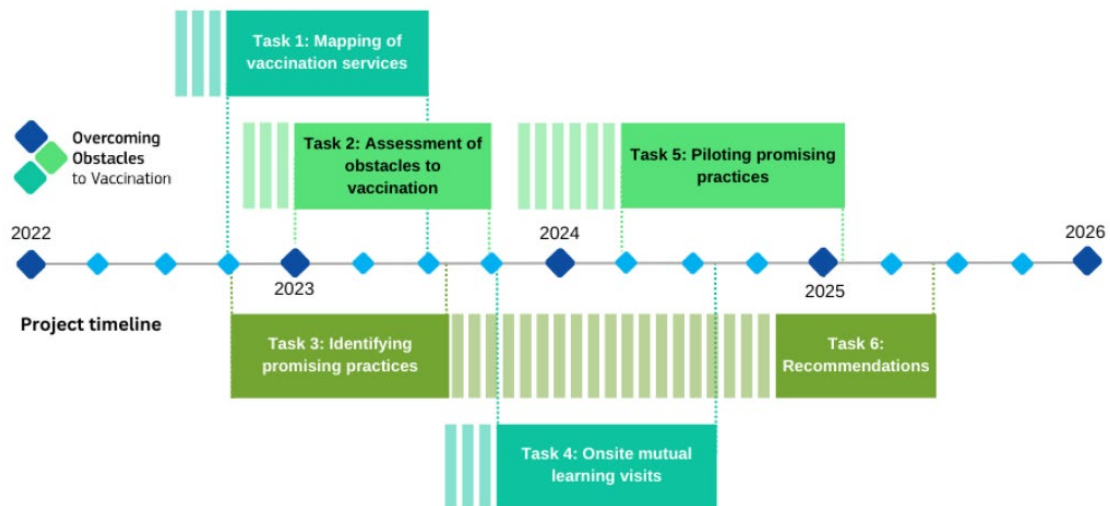 Task 1: Mapping of
vaccination services
Overcoming
Obstacles
to Vaccination
Task 2: Assessment of
obstacles to
vaccination
Task 5: Piloting promising
practices
2022
2024
2026
2023
2025
Project timeline
Task 3: Identifying
promising practices
Task 6:
Recommendations
Task 4: Onsite mutual
learning visits